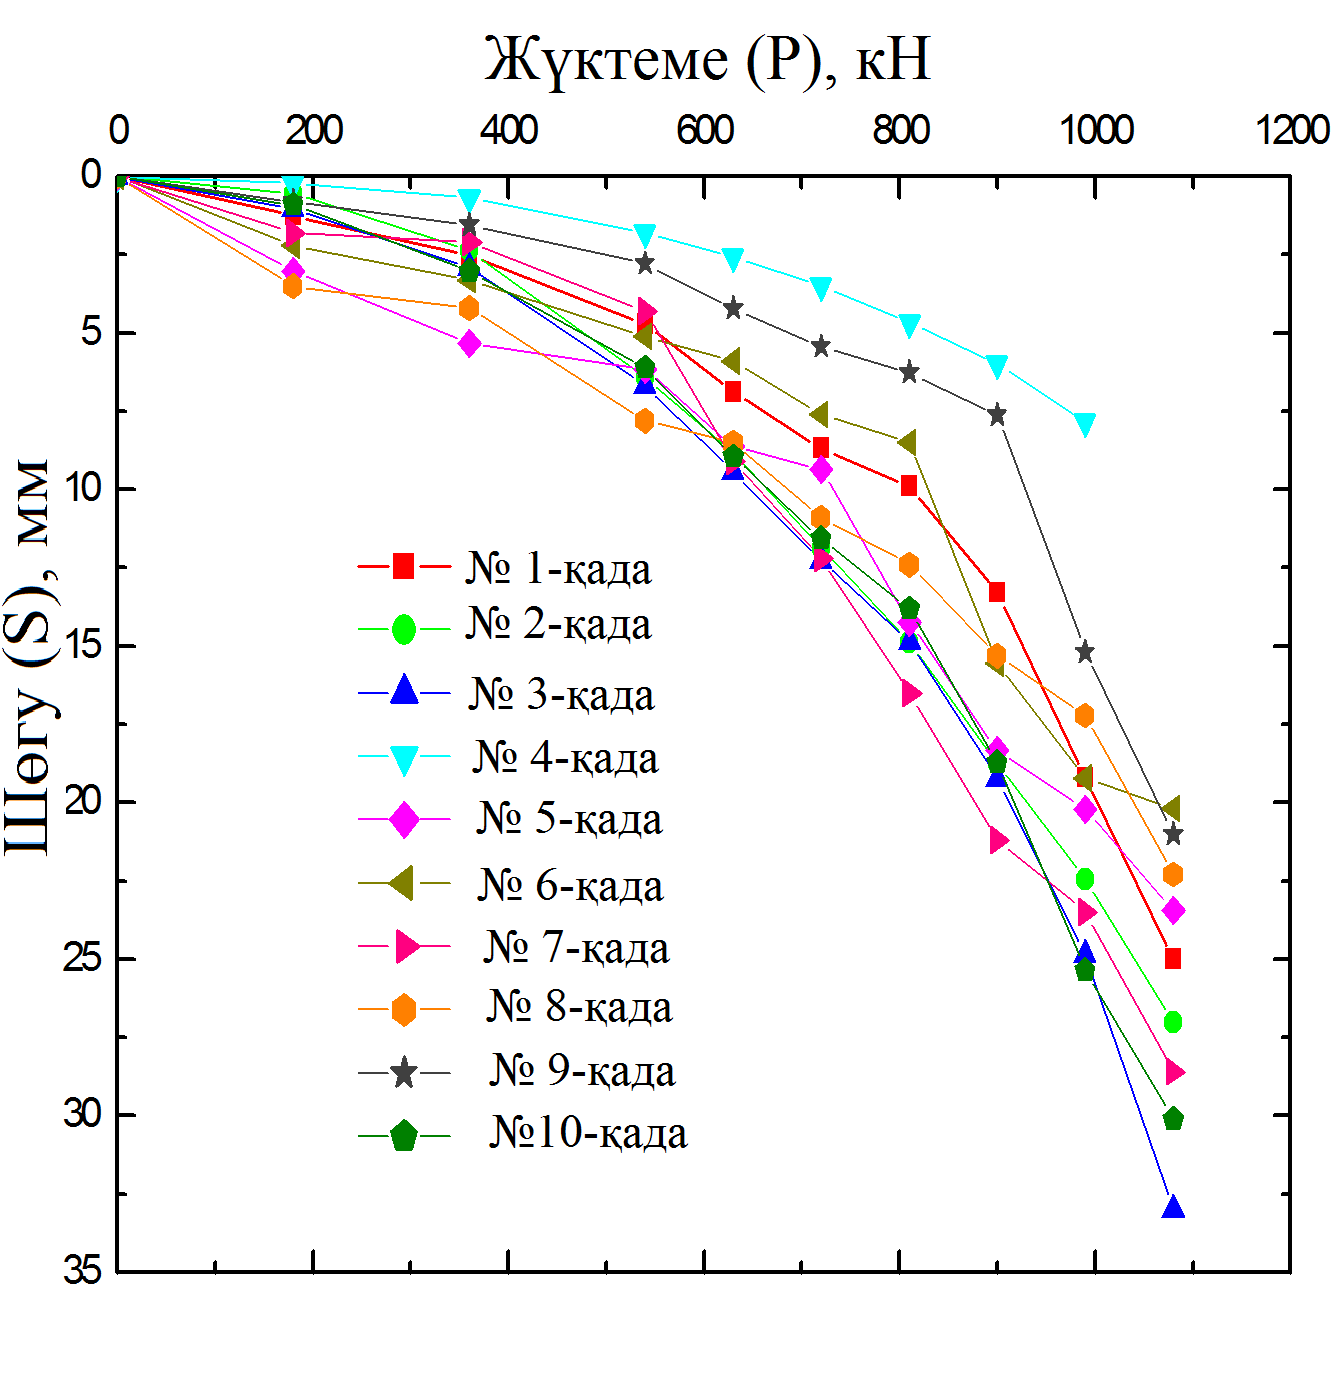 Жүктеме (P), кН
0 200 400 600 800 1000 1200
0
5
10
15
20
25
30
35
Шөгу (S), мм
№ 1-қада
№ 2-қада
№ 3-қада
№ 4-қада
№ 5-қада
№ 6-қада
№ 7-қада
№ 8-қада
№ 9-қада
№10-қада